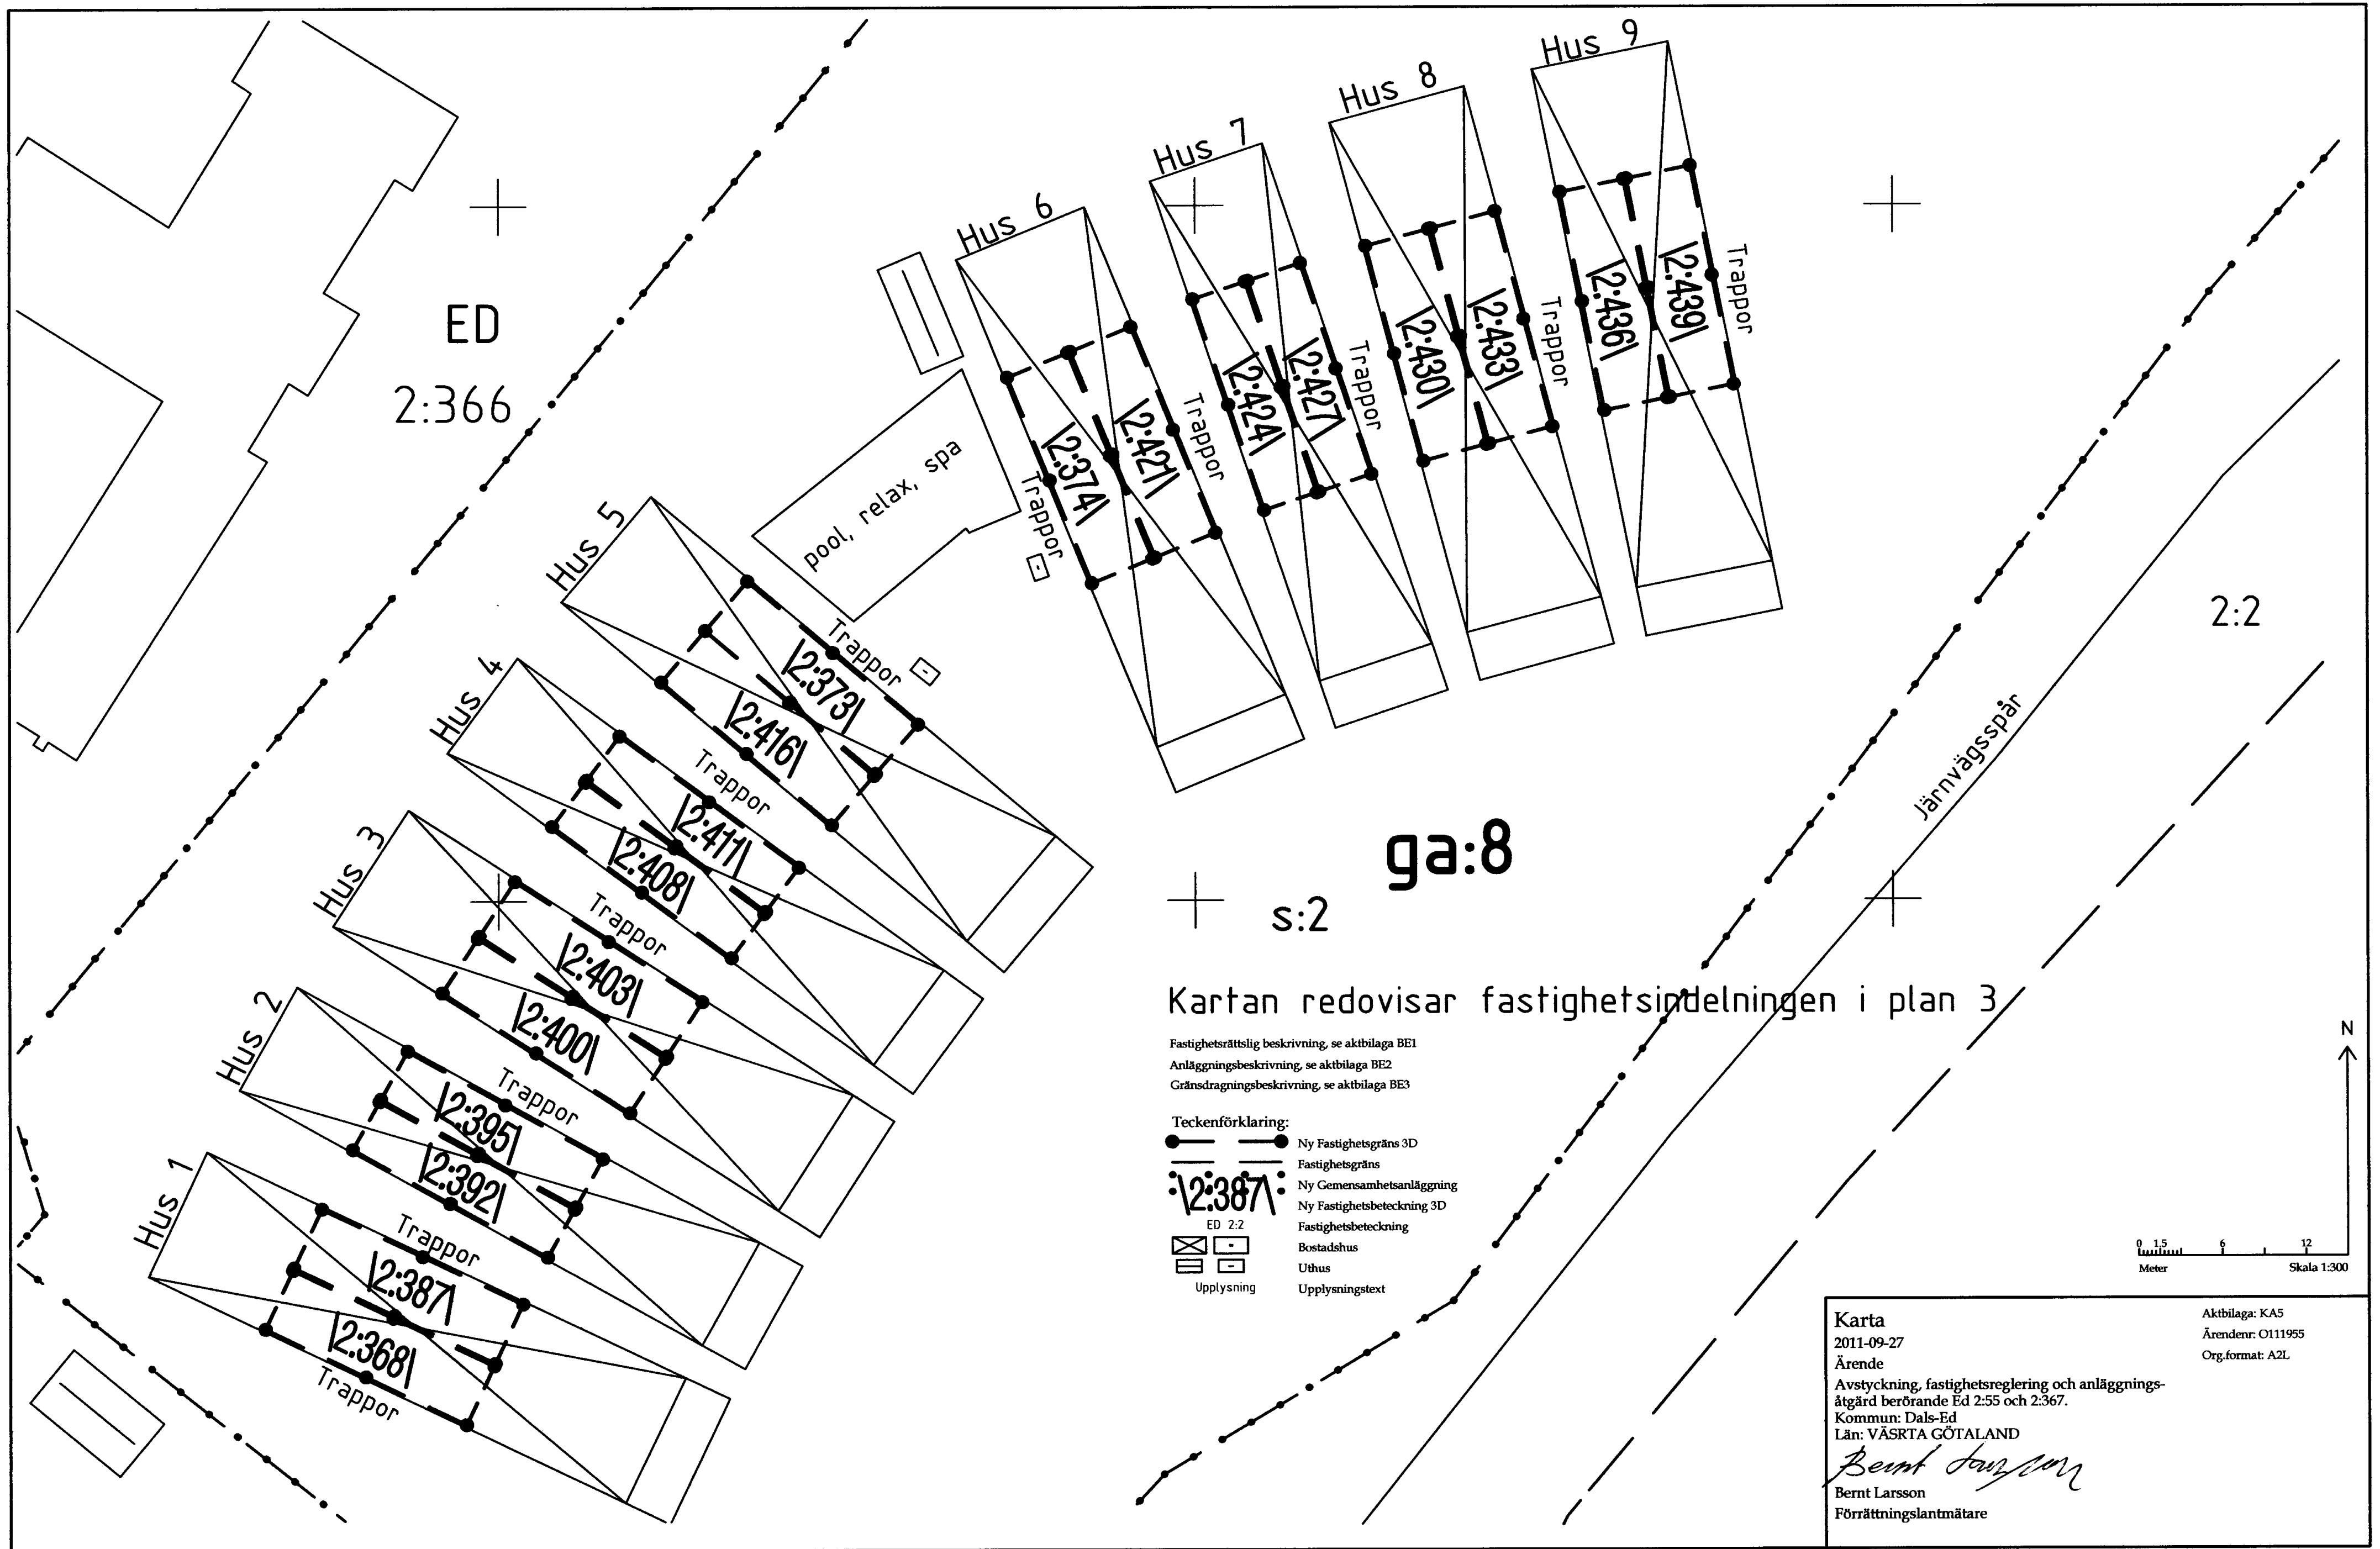 Hus 9
Hus 8
Hus 7
Hus 6
ED
2:366
2:439
2:436
Trappor
2:433
2:430
Trappor
2:427
2:424
Trappor
2:421
2:374
Trappor
Trappor
pool, relax, spa
Hus 5
Trappor
2:373
2:416
Hus 4
Trappor
2:411
2:408
Hus 3
Trappor
2:403
2:400
Hus 2
Trappor
2:395
2:392
Hus 1
Trappor
2:387
2:368
Trappor
2:2
Järnvägsspår
ga:8
s:2
Kartan redovisar fastighetsindelningen i plan 3
Fastighetsrättslig beskrivning, se aktbilaga BE1
Anläggningsbeskrivning, se aktbilaga BE2
Gränsdragningsbeskrivning, se aktbilaga BE3
Teckenförklaring:
Ny Fastighetsgräns 3D
Fastighetsgräns
Ny Gemensamhetsanläggning
2:387 Ny Fastighetsbeteckning 3D
ED 2:2 Fastighetsbeteckning
Bostadshus
Uthus
Upplysning Upplysningstext
N
0 1,5 6 12
Meter Skala 1:300
Karta
2011-09-27
Ärende
Avstyckning, fastighetsreglering och anläggnings-
åtgärd berörande Ed 2:55 och 2:367.
Kommun: Dals-Ed
Län: VÄSRTA GÖTALAND
Bernt Larsson
Bernt Larsson
Förrättningslantmätare
Aktbilaga: KA5
Ärendenr: O111955
Org.format: A2L